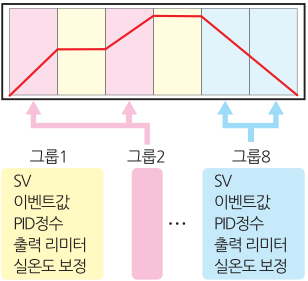 그룹1 그룹2 그룹8
SV
이벤트값
PID정수
출력 리미터
실온도 보정
…
SV
이벤트값
PID정수
출력 리미터
실온도 보정